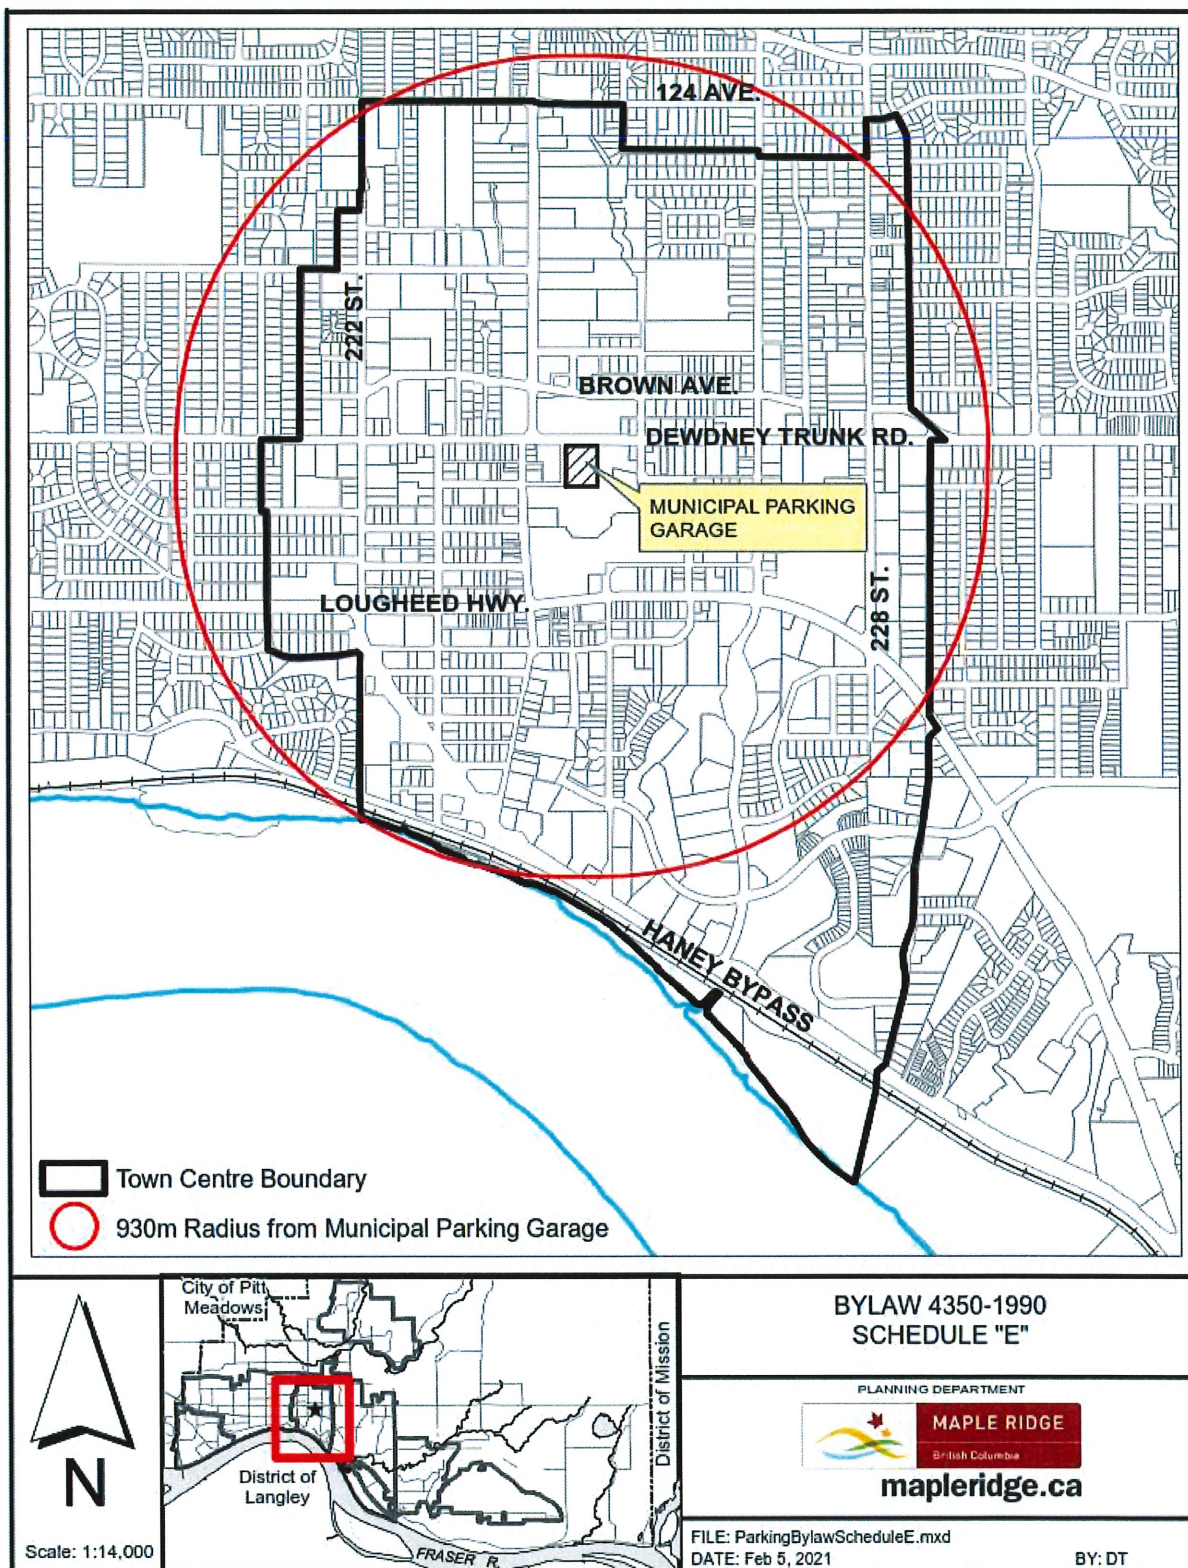 124 AVE.
222 ST.
BROWN AVE.
DEWDNEY TRUNK RD.
MUNICIPAL PARKING
GARAGE
LOUGHEED HWY.
228 ST.
HANEY BYPASS
Town Centre Boundary
930m Radius from Municipal Parking Garage
N
Scale: 1:14,000
City of Pitt
Meadows
District of Mission
District of
Langley
FRASER R.
BYLAW 4350-1990
SCHEDULE "E"
PLANNING DEPARTMENT
MAPLE RIDGE
British Columbia
mapleridge.ca
FILE: ParkingBylawScheduleE.mxd
DATE: Feb 5, 2021
BY: DT